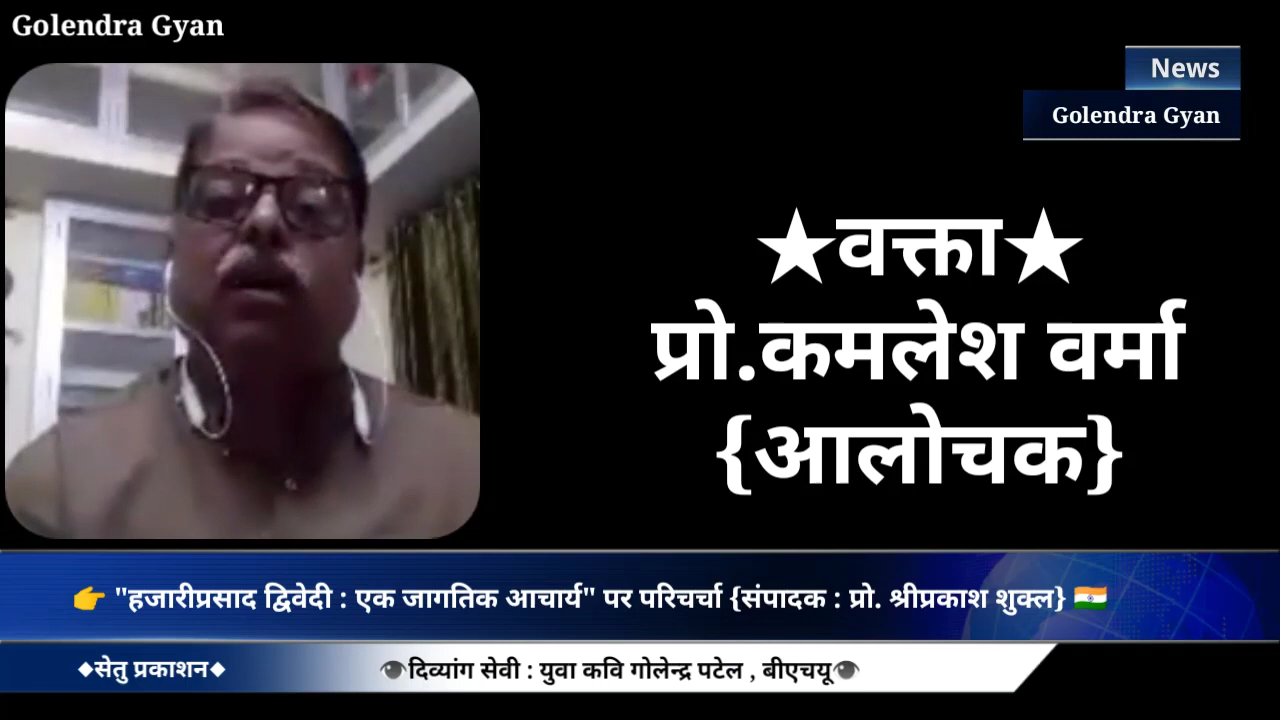 Golendra Gyan
News
Golendra Gyan
★वक्ता★
प्रो.कमलेश वर्मा
{आलोचक}
👉 "हजारीप्रसाद द्विवेदी : एक जागतिक आचार्य" पर परिचर्चा {संपादक : प्रो. श्रीप्रकाश शुक्ल} 🇮🇳
◆सेतु प्रकाशन◆ 👁️दिव्यांग सेवी : युवा कवि गोलेन्द्र पटेल , बीएचयू👁️